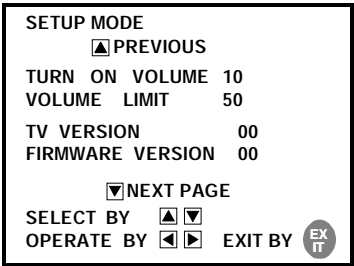 SETUP MODE
▲ PREVIOUS
TURN ON VOLUME 10
VOLUME LIMIT 50
TV VERSION 00
FIRMWARE VERSION 00
▼ NEXT PAGE
SELECT BY ▲ ▼
OPERATE BY ◀ ▶ EXIT BY EXIT